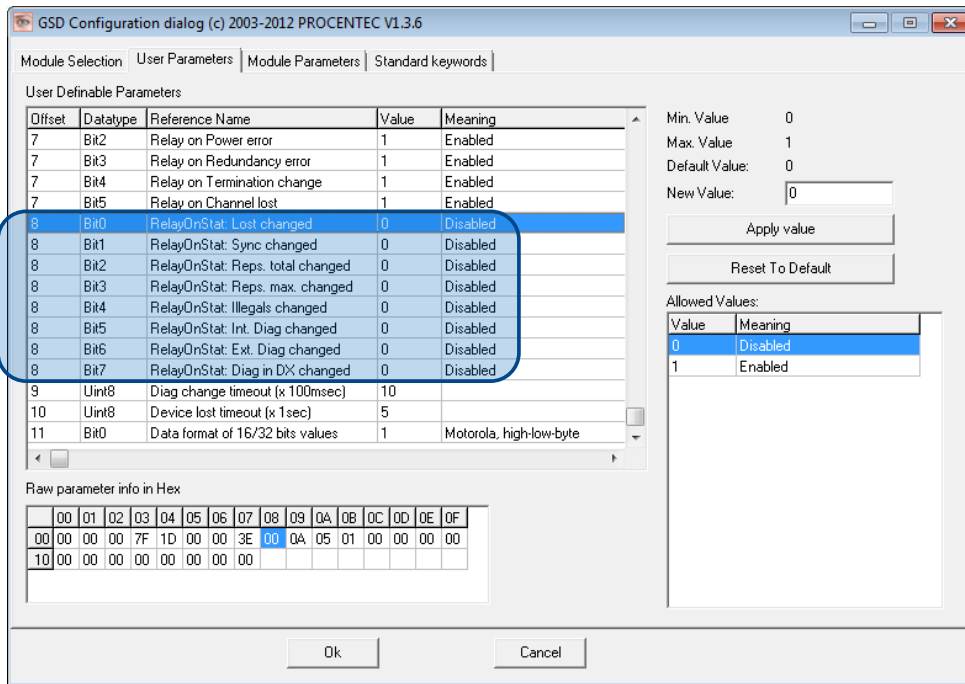 GSD Configuration dialog (c) 2003-2012 PROCENTEC V1.3.6
Module Selection User Parameters Module Parameters Standard keywords
User Definable Parameters
Offset Datatype Reference Name Value Meaning
7 Bit2 Relay on Power error 1 Enabled
7 Bit3 Relay on Redundancy error 1 Enabled
7 Bit4 Relay on Termination change 1 Enabled
7 Bit5 Relay on Channel lost 1 Enabled
8 Bit0 RelayOnStat: Lost changed 0 Disabled
8 Bit1 RelayOnStat: Sync changed 0 Disabled
8 Bit2 RelayOnStat: Reps. total changed 0 Disabled
8 Bit3 RelayOnStat: Reps. max. changed 0 Disabled
8 Bit4 RelayOnStat: Illegals changed 0 Disabled
8 Bit5 RelayOnStat: Int. Diag changed 0 Disabled
8 Bit6 RelayOnStat: Ext. Diag changed 0 Disabled
8 Bit7 RelayOnStat: Diag in DX changed 0 Disabled
9 Uint8 Diag change timeout (x 100msec) 10
10 Uint8 Device lost timeout (x 1sec) 5
11 Bit0 Data format of 16/32 bits values 1 Motorola, high-low-byte
Raw parameter info in Hex
00 01 02 03 04 05 06 07 08 09 0A 0B 0C 0D 0E 0F
00 00 00 00 7F 1D 00 00 3E 00 0A 05 01 00 00 00 00
10 00 00 00 00 00 00 00 00
Min. Value 0
Max. Value 1
Default Value: 0
New Value: 0
Apply value
Reset To Default
Allowed Values:
Value Meaning
0 Disabled
1 Enabled
Ok Cancel